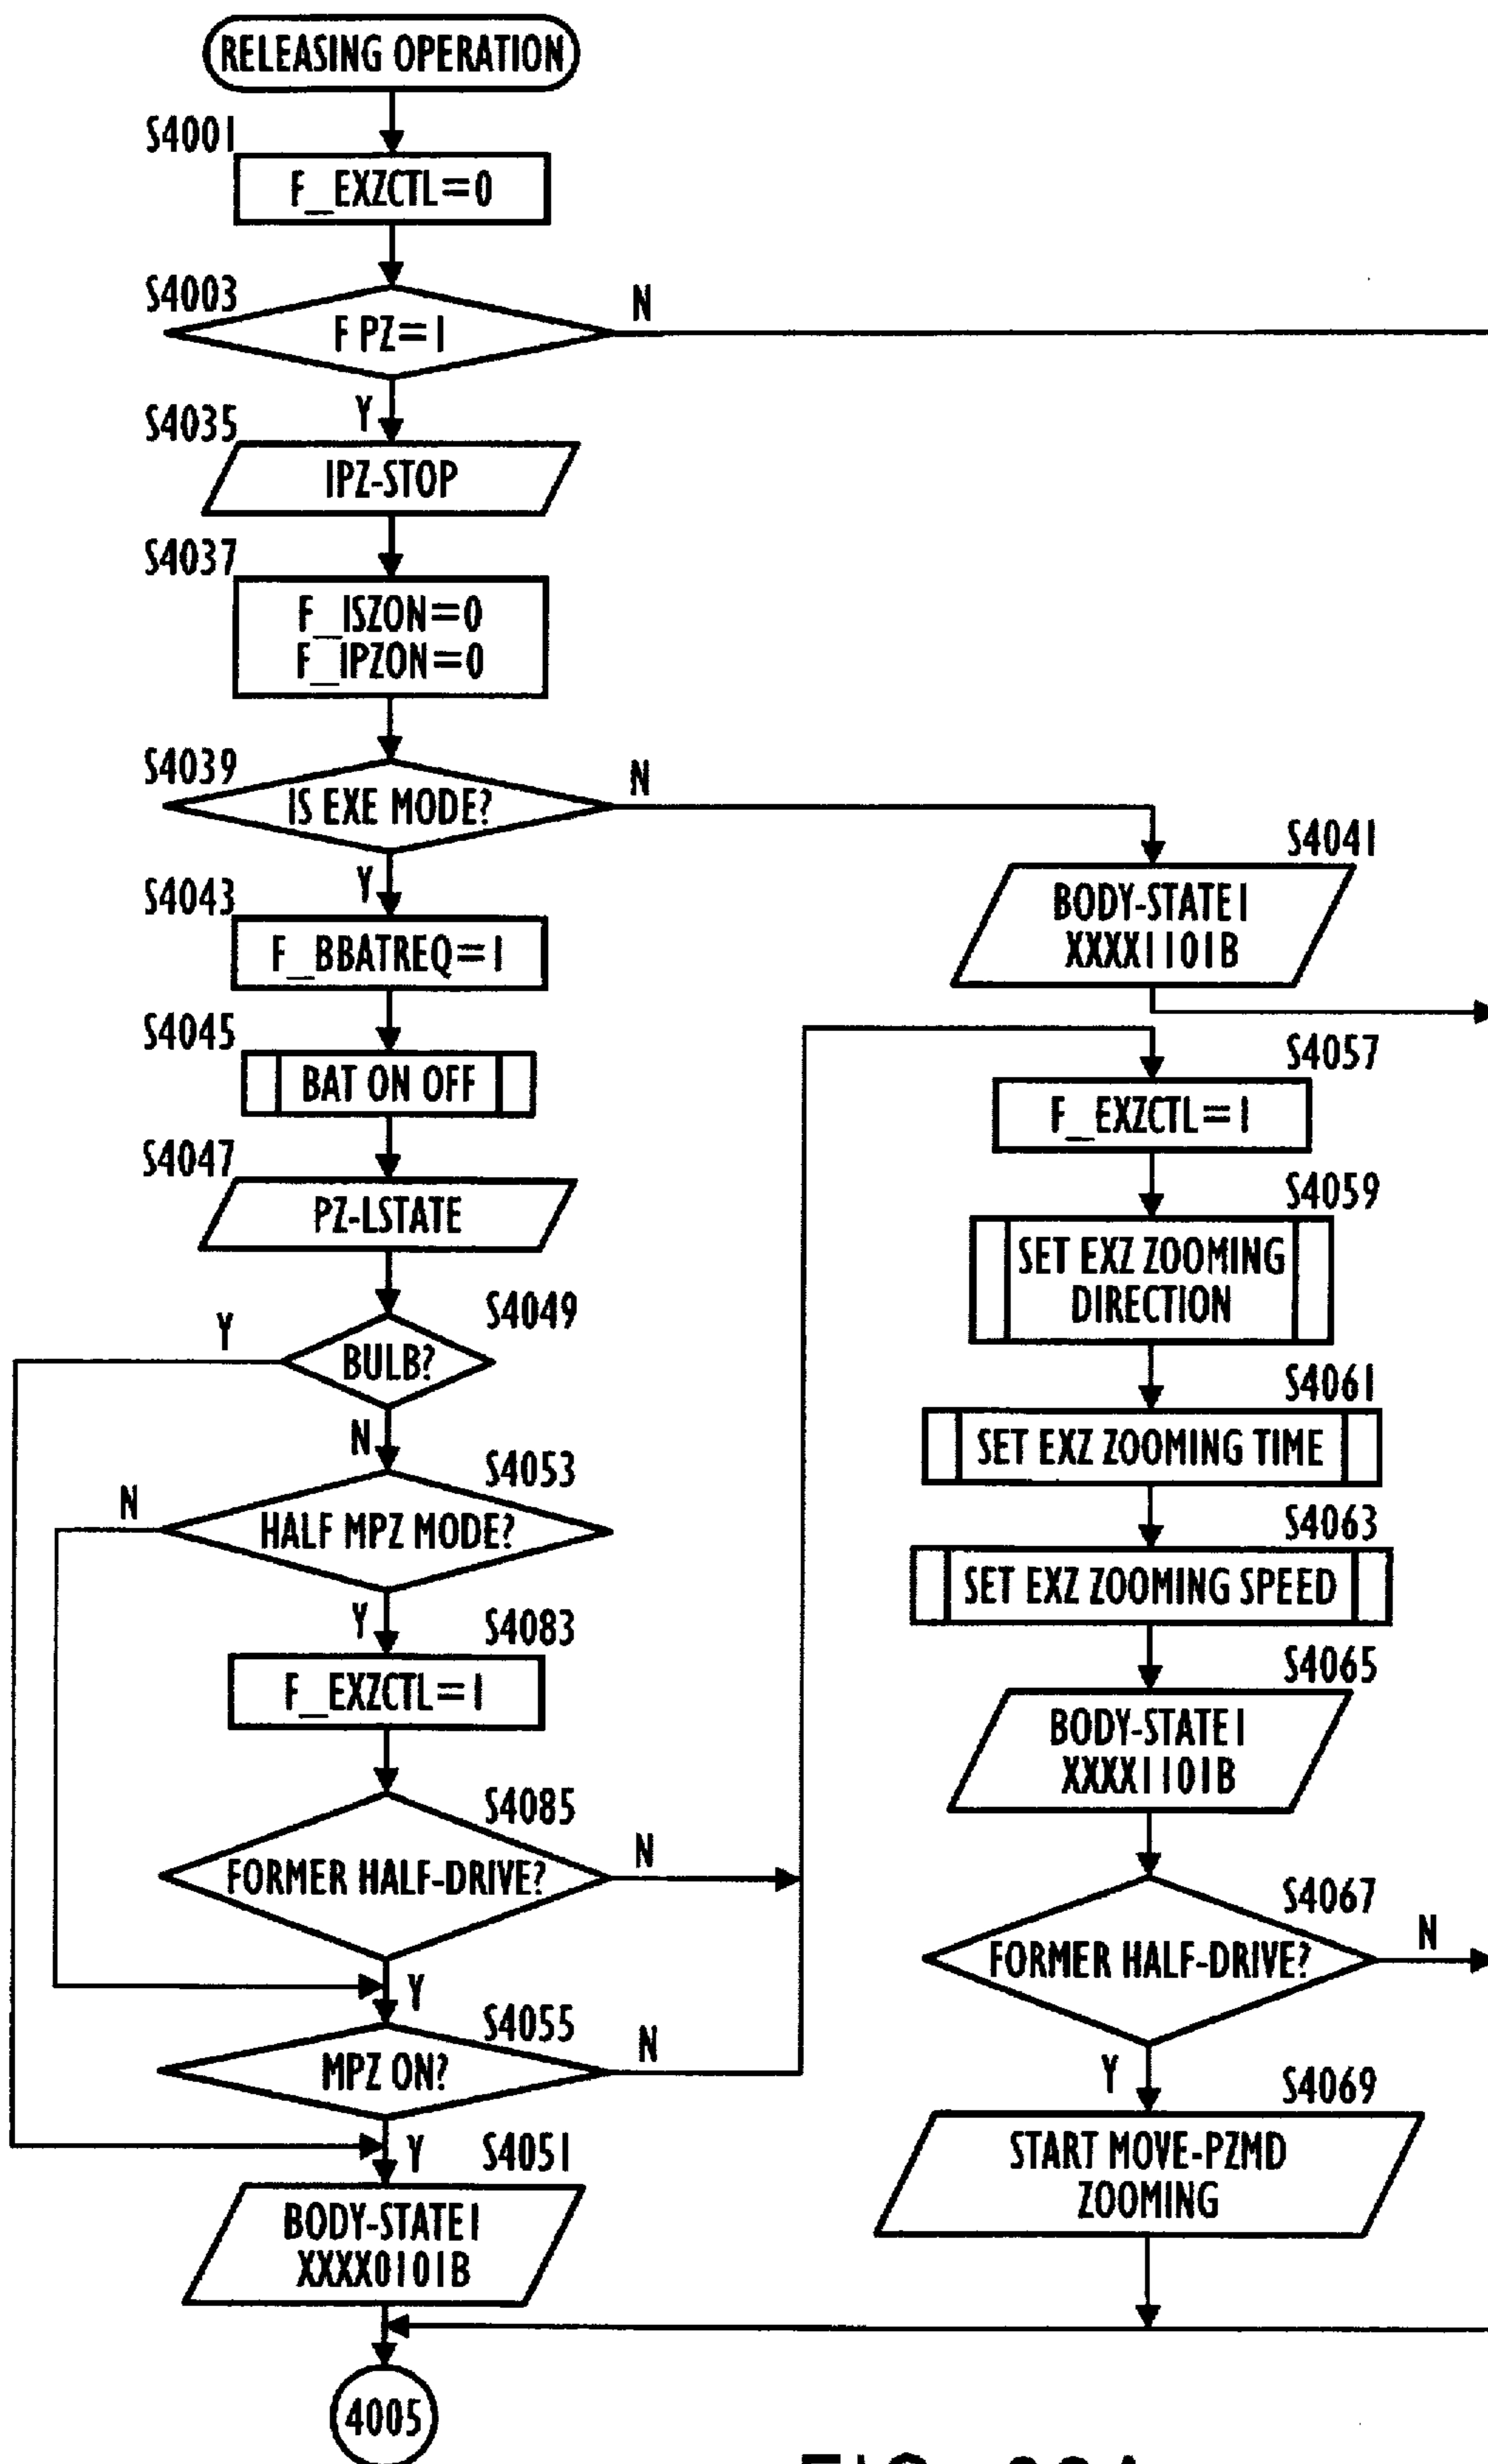 RELEASING OPERATION
S4001
F_EXZCTL=0
S4003
F PZ=1
N
Y
S4035
IPZ-STOP
S4037
F_ISZON=0
F_IPZON=0
S4039
IS EXE MODE?
N
Y
S4041
BODY-STATE1
XXXX1101B
S4043
F_BBATREQ=1
S4045
BAT ON OFF
S4047
PZ-LSTATE
S4049
BULB?
Y
N
S4053
HALF MPZ MODE?
N
Y
S4083
F_EXZCTL=1
S4085
FORMER HALF-DRIVE?
N
Y
S4055
MPZ ON?
N
Y
S4051
BODY-STATE1
XXXX0101B
4005
S4057
F_EXZCTL=1
S4059
SET EXZ ZOOMING
DIRECTION
S4061
SET EXZ ZOOMING TIME
S4063
SET EXZ ZOOMING SPEED
S4065
BODY-STATE1
XXXX1101B
S4067
FORMER HALF-DRIVE?
N
Y
S4069
START MOVE-PZMD
ZOOMING